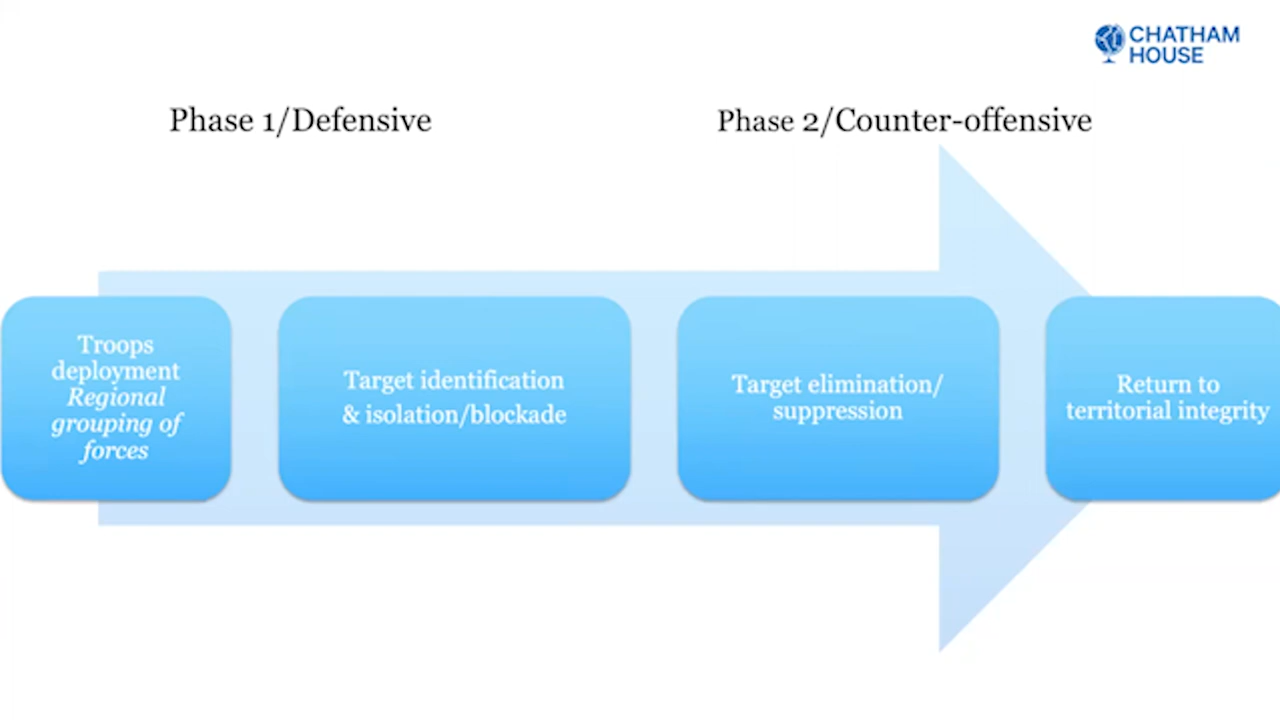 CHATHAM
HOUSE
Phase 1/Defensive
Phase 2/Counter-offensive
Troops
deployment
Regional
grouping of
forces
Target identification
& isolation/blockade
Target elimination/
suppression
Return to
territorial integrity